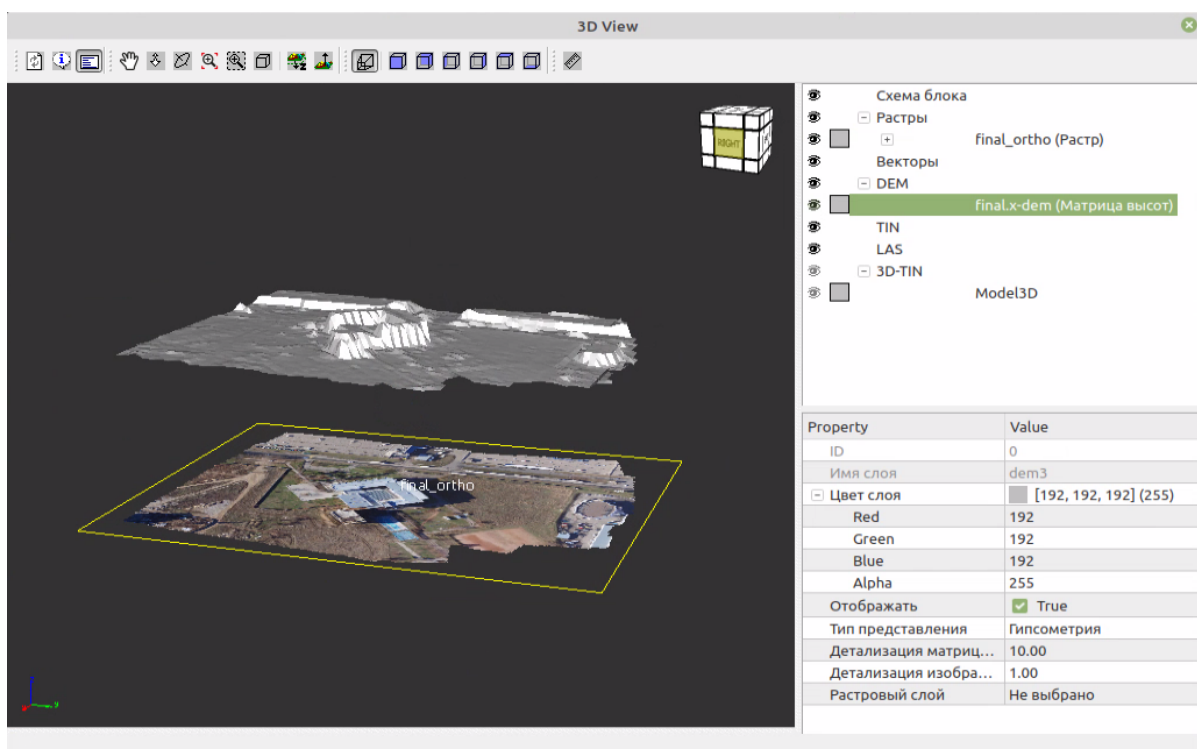 3D View
RIGHT
final_ortho
Схема блока
Растры
final_ortho (Растр)
Векторы
DEM
final.x-dem (Матрица высот)
TIN
LAS
3D-TIN
Model3D
Property Value
ID 0
Имя слоя dem3
Цвет слоя [192, 192, 192] (255)
Red 192
Green 192
Blue 192
Alpha 255
Отображать True
Тип представления Гипсометрия
Детализация матриц... 10.00
Детализация изобра... 1.00
Растровый слой Не выбрано
y